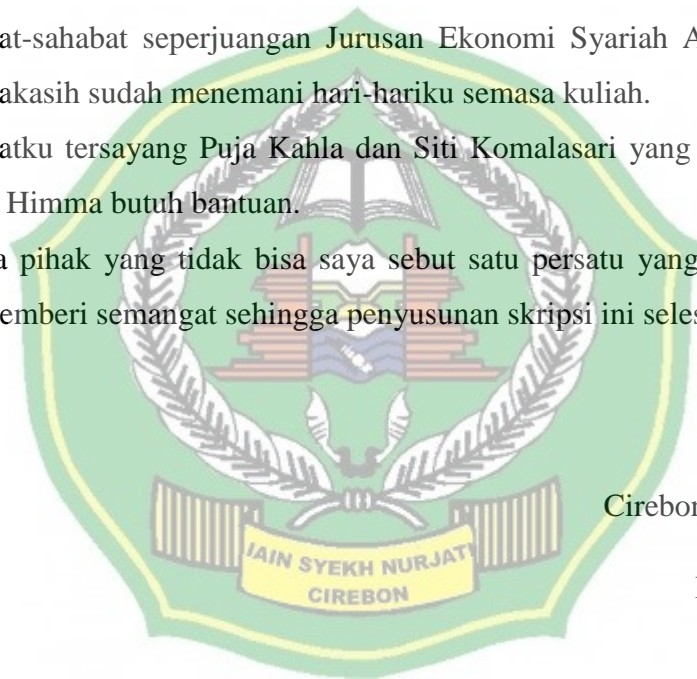 at-sahabat seperjuangan Jurusan Ekonomi Syariah A
akasih sudah menemani hari-hariku semasa kuliah.
atku tersayang Puja Kahla dan Siti Komalasari yang
Himma butuh bantuan.
a pihak yang tidak bisa saya sebut satu persatu yang
emberi semangat sehingga penyusunan skripsi ini seles
Cirebon
IAIN SYEKH NURJATI
CIREBON